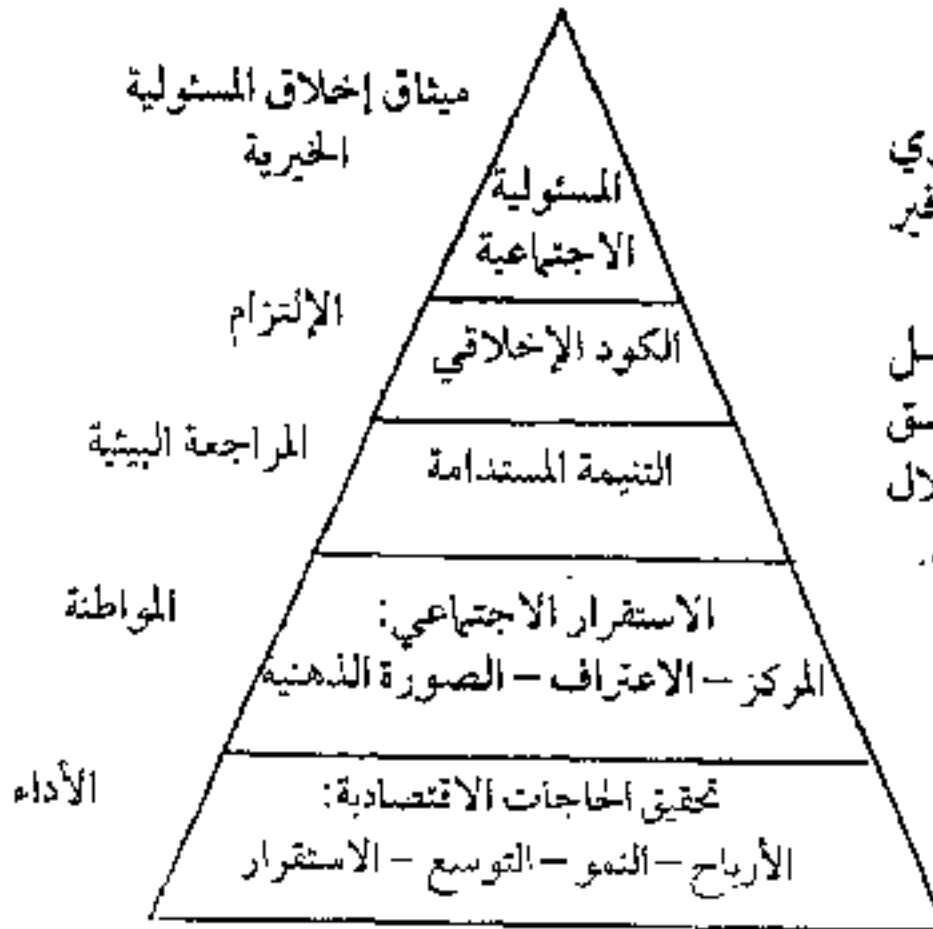 ميثاق إخلاق المسئولية
الخيرية
المسئولية
الاجتماعية
الإلتزام
الكود الإخلاقي
المراجعة البيئية
التنيمة المستدامة
المواطنة
الاستقرار الاجتماعي:
المركز – الاعتراف – الصورة الذهنيه
الأداء
تحقيق الحاجات الاقتصادية:
الأرباح – النمو – التوسع – الاستقرار